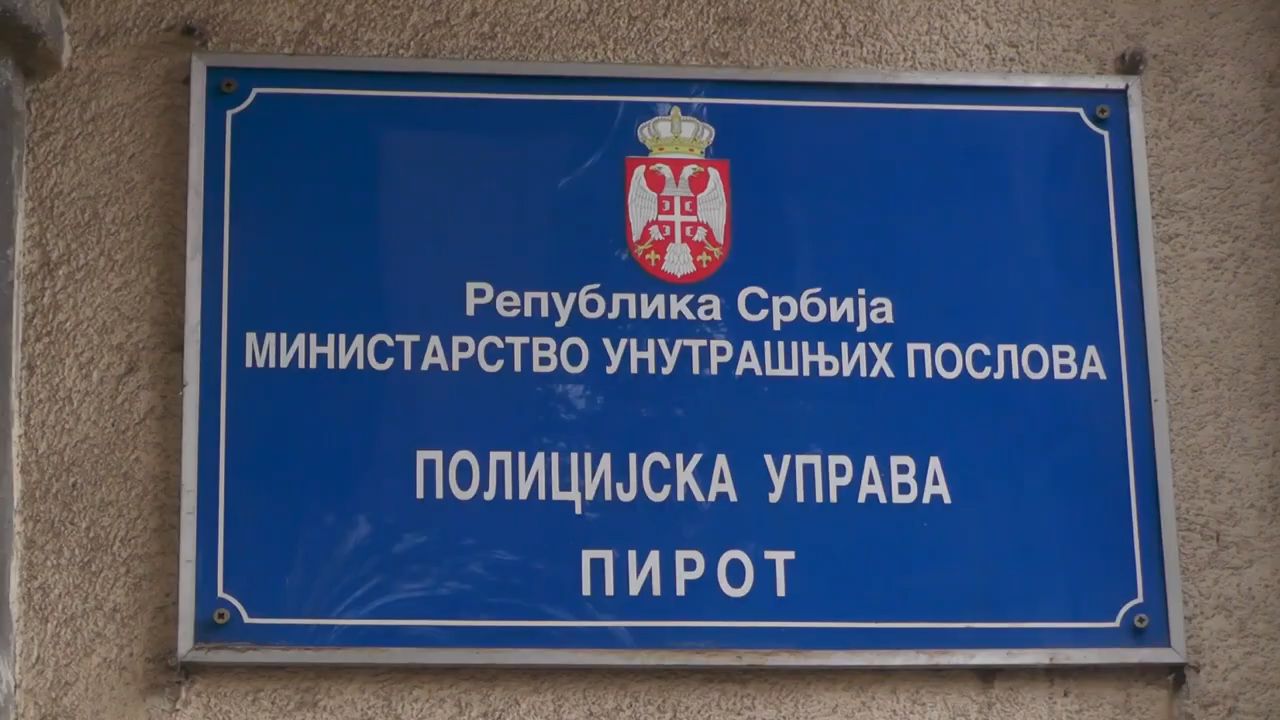 Република Србија
МИНИСТАРСТВО УНУТРАШЊИХ ПОСЛОВА
ПОЛИЦИЈСКА УПРАВА
ПИРОТ